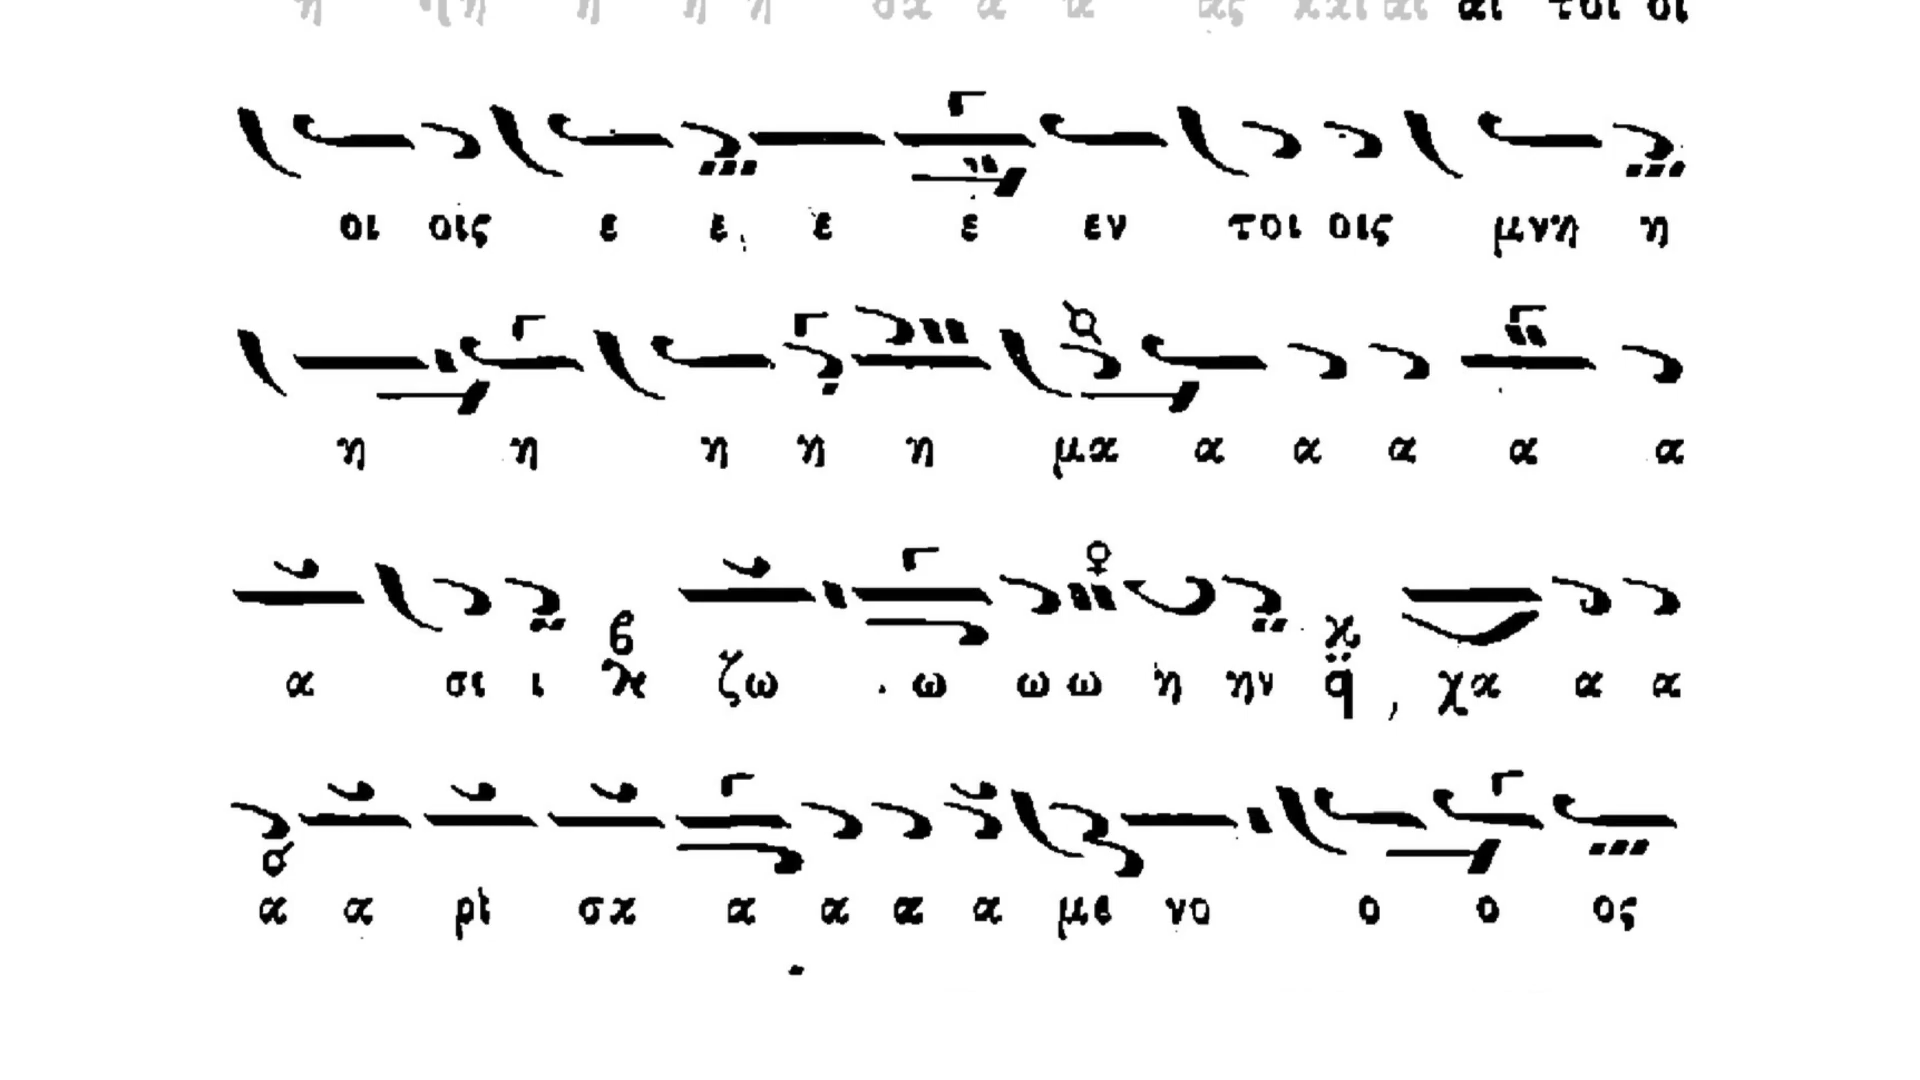 αι τοι οι
οι οις ε ε ε ε εν τοι οις μνη η
η η η η η μα α α α α α
α σι ι ζω ω ω ω η ην χα α α
α α ρι σα α α α α με νο ο ο ος